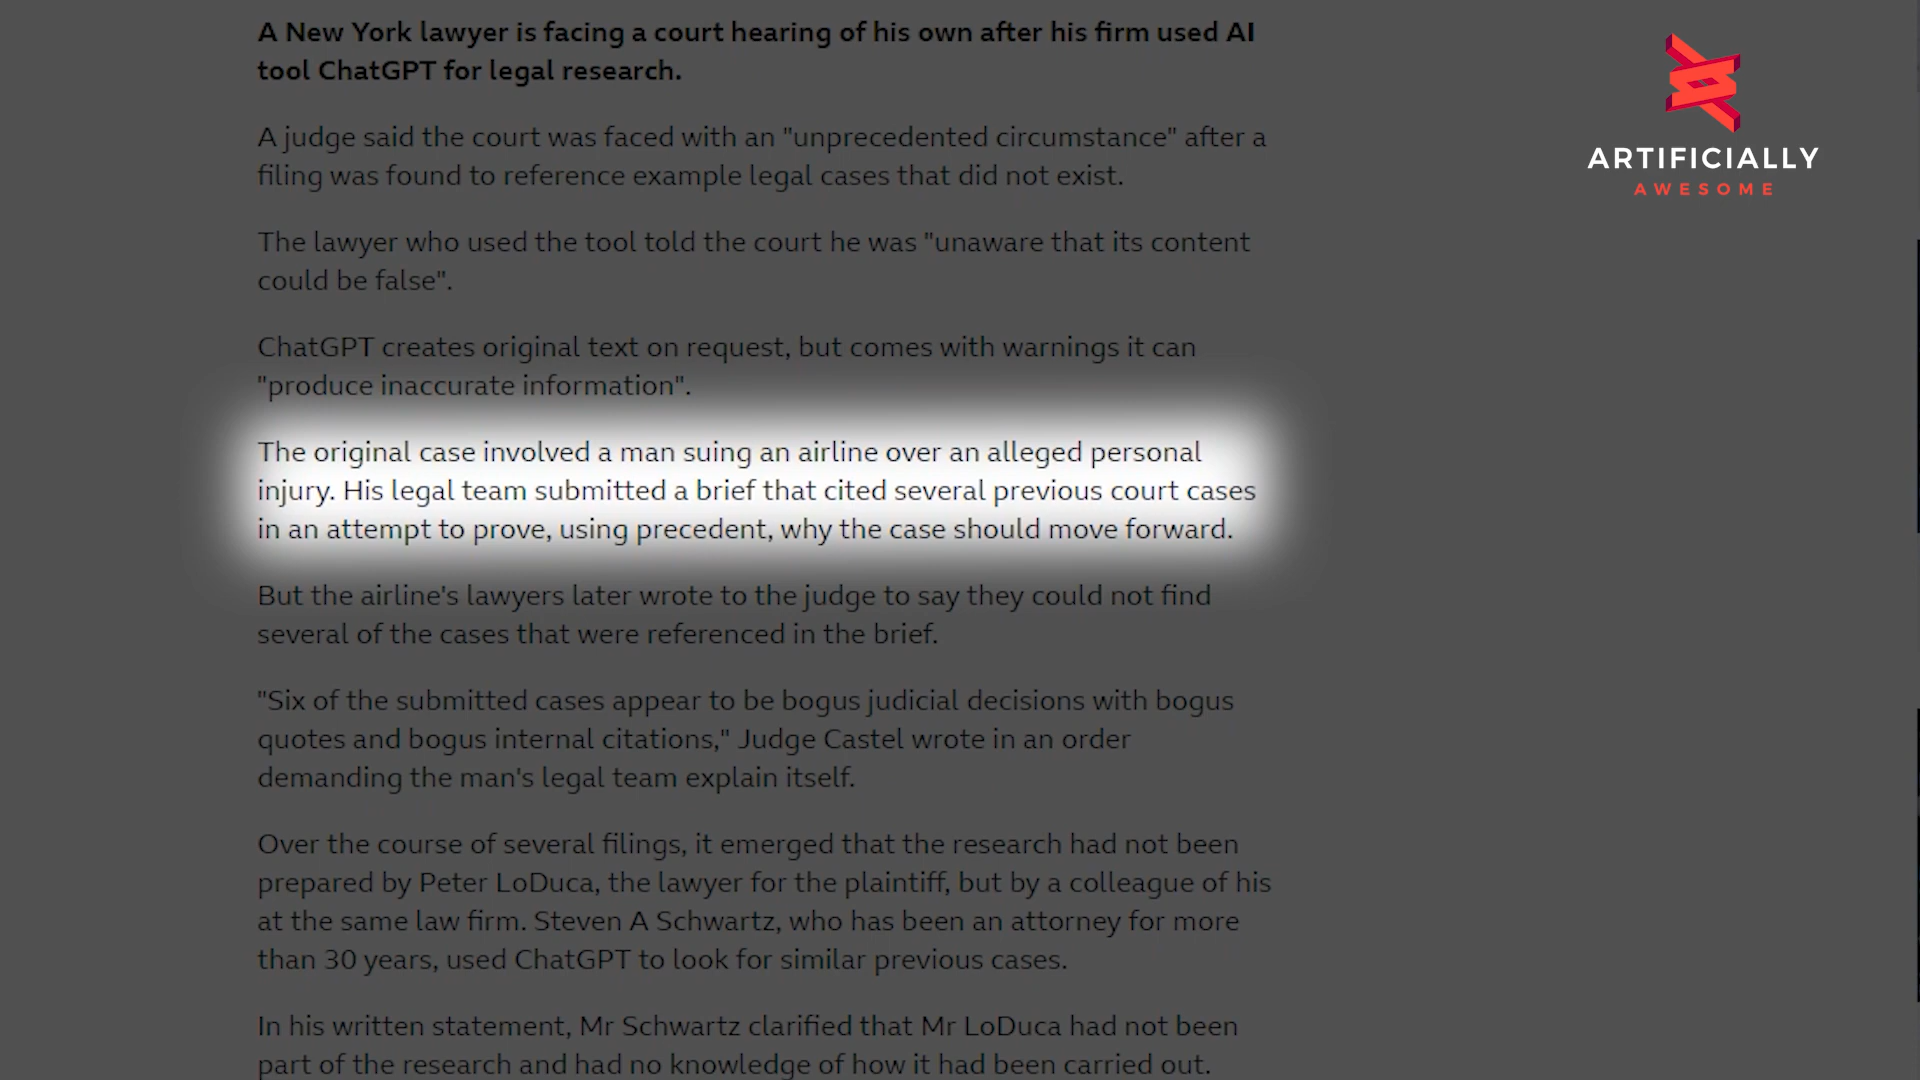 A New York lawyer is facing a court hearing of his own after his firm used AI
tool ChatGPT for legal research.
A judge said the court was faced with an "unprecedented circumstance" after a
filing was found to reference example legal cases that did not exist.
The lawyer who used the tool told the court he was "unaware that its content
could be false".
ChatGPT creates original text on request, but comes with warnings it can
"produce inaccurate information".
The original case involved a man suing an airline over an alleged personal
injury. His legal team submitted a brief that cited several previous court cases
in an attempt to prove, using precedent, why the case should move forward.
But the airline's lawyers later wrote to the judge to say they could not find
several of the cases that were referenced in the brief.
"Six of the submitted cases appear to be bogus judicial decisions with bogus
quotes and bogus internal citations," Judge Castel wrote in an order
demanding the man's legal team explain itself.
Over the course of several filings, it emerged that the research had not been
prepared by Peter LoDuca, the lawyer for the plaintiff, but by a colleague of his
at the same law firm. Steven A Schwartz, who has been an attorney for more
than 30 years, used ChatGPT to look for similar previous cases.
In his written statement, Mr Schwartz clarified that Mr LoDuca had not been
part of the research and had no knowledge of how it had been carried out.
ARTIFICIALLY
AWESOME